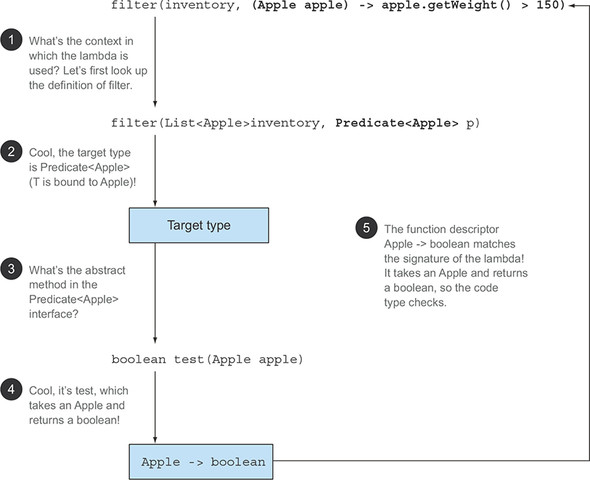 filter(inventory, (Apple apple) -> apple.getWeight() > 150)
1
What's the context in
which the lambda is
used? Let's first look up
the definition of filter.
filter(List<Apple>inventory, Predicate<Apple> p)
2
Cool, the target type
is Predicate<Apple>
(T is bound to Apple)!
Target type
3
What's the abstract
method in the
Predicate<Apple>
interface?
boolean test(Apple apple)
4
Cool, it's test, which
takes an Apple and
returns a boolean!
Apple -> boolean
5
The function descriptor
Apple -> boolean matches
the signature of the lambda!
It takes an Apple and returns
a boolean, so the code
type checks.